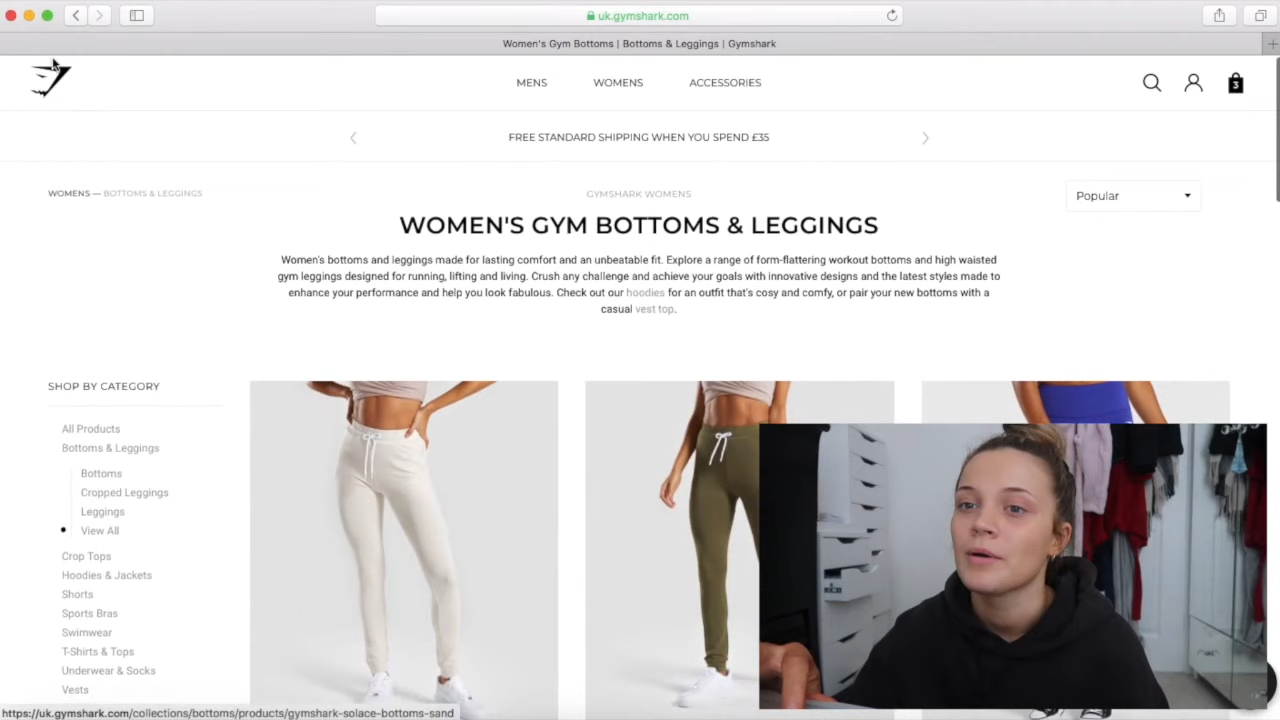 uk.gymshark.com
Women's Gym Bottoms | Bottoms & Leggings | Gymshark
MENS WOMENS ACCESSORIES
3
FREE STANDARD SHIPPING WHEN YOU SPEND £35
WOMENS — BOTTOMS & LEGGINGS
GYMSHARK WOMENS
Popular
WOMEN'S GYM BOTTOMS & LEGGINGS
Women's bottoms and leggings made for lasting comfort and an unbeatable fit. Explore a range of form-flattering workout bottoms and high waisted
gym leggings designed for running, lifting and living. Crush any challenge and achieve your goals with innovative designs and the latest styles made to
enhance your performance and help you look fabulous. Check out our hoodies for an outfit that's cosy and comfy, or pair your new bottoms with a
casual vest top.
SHOP BY CATEGORY
All Products
Bottoms & Leggings
Bottoms
Cropped Leggings
Leggings
View All
Crop Tops
Hoodies & Jackets
Shorts
Sports Bras
Swimwear
T-Shirts & Tops
Underwear & Socks
Vests
https://uk.gymshark.com/collections/bottoms/products/gymshark-solace-bottoms-sand